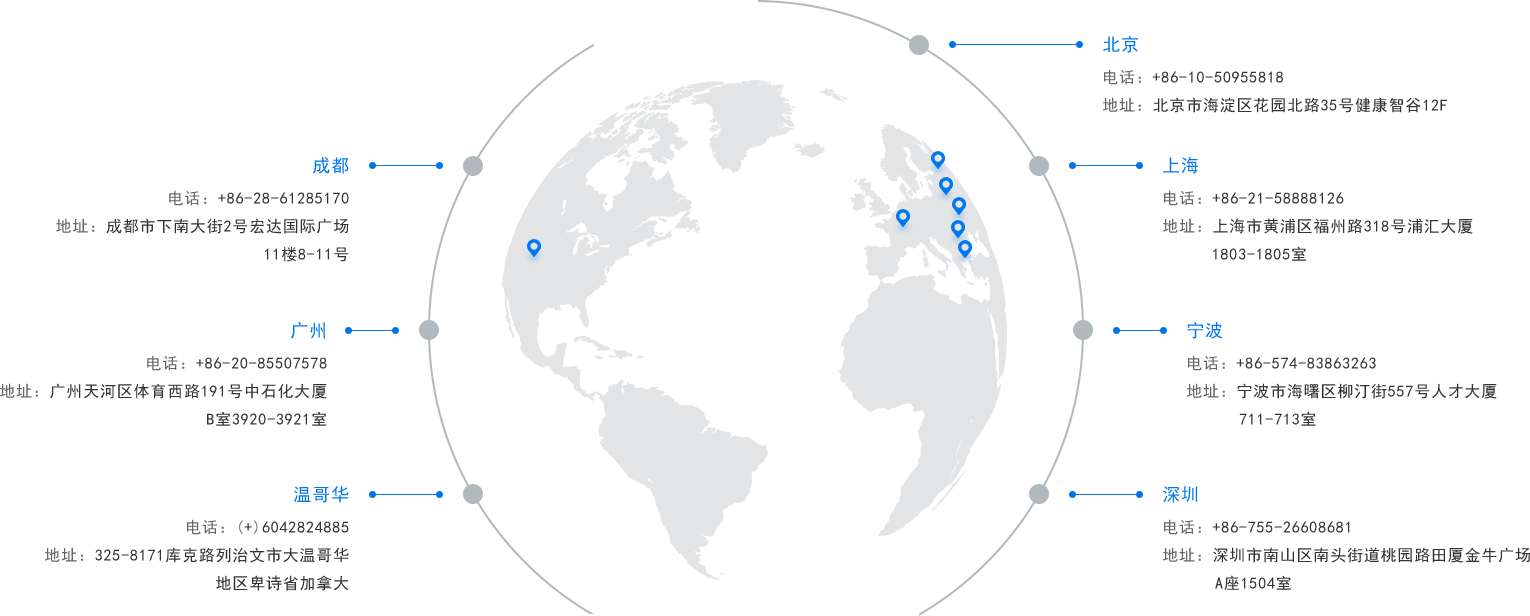 北京
电话：+86-10-50955818
地址：北京市海淀区花园北路35号健康智谷12F
成都
电话：+86-28-61285170
地址：成都市下南大街2号宏达国际广场
11楼8-11号
上海
电话：+86-21-58888126
地址：上海市黄浦区福州路318号浦汇大厦
1803-1805室
广州
电话：+86-20-85507578
地址：广州天河区体育西路191号中石化大厦
B室3920-3921室
宁波
电话：+86-574-83863263
地址：宁波市海曙区柳汀街557号人才大厦
711-713室
温哥华
电话：(+)6042824885
地址：325-8171库克路列治文市大温哥华
地区卑诗省加拿大
深圳
电话：+86-755-26608681
地址：深圳市南山区南头街道桃园路田厦金牛广场
A座1504室